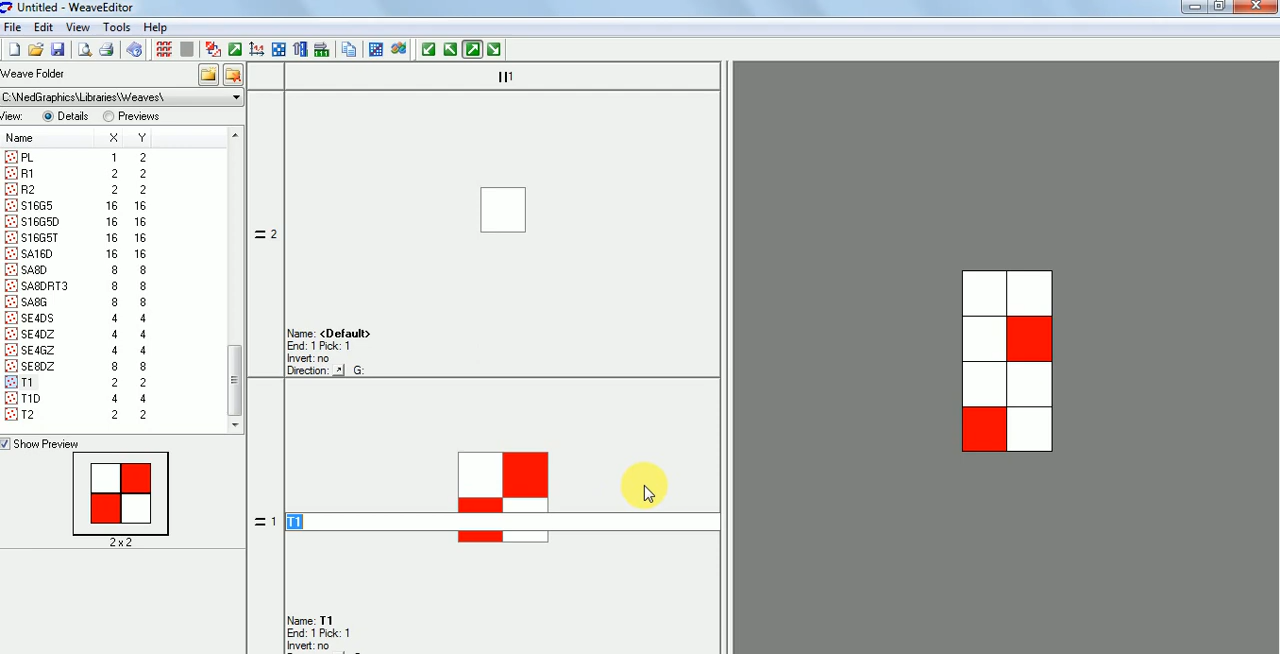 Untitled - WeaveEditor
File Edit View Tools Help
Weave Folder
C:\NedGraphics\Libraries\Weaves\
View: Details Previews
Name X Y
PL 1 2
R1 2 2
R2 2 2
S16G5 16 16
S16G5D 16 16
S16G5T 16 16
SA16D 16 16
SA8D 8 8
SA8DRT3 8 8
SA8G 8 8
SE4DS 4 4
SE4DZ 4 4
SE4GZ 4 4
SE8DZ 8 8
T1 2 2
T1D 4 4
T2 2 2
Show Preview
2 x 2
1
2
Name: <Default>
End: 1 Pick: 1
Invert: no
Direction: G:
1
T1
Name: T1
End: 1 Pick: 1
Invert: no